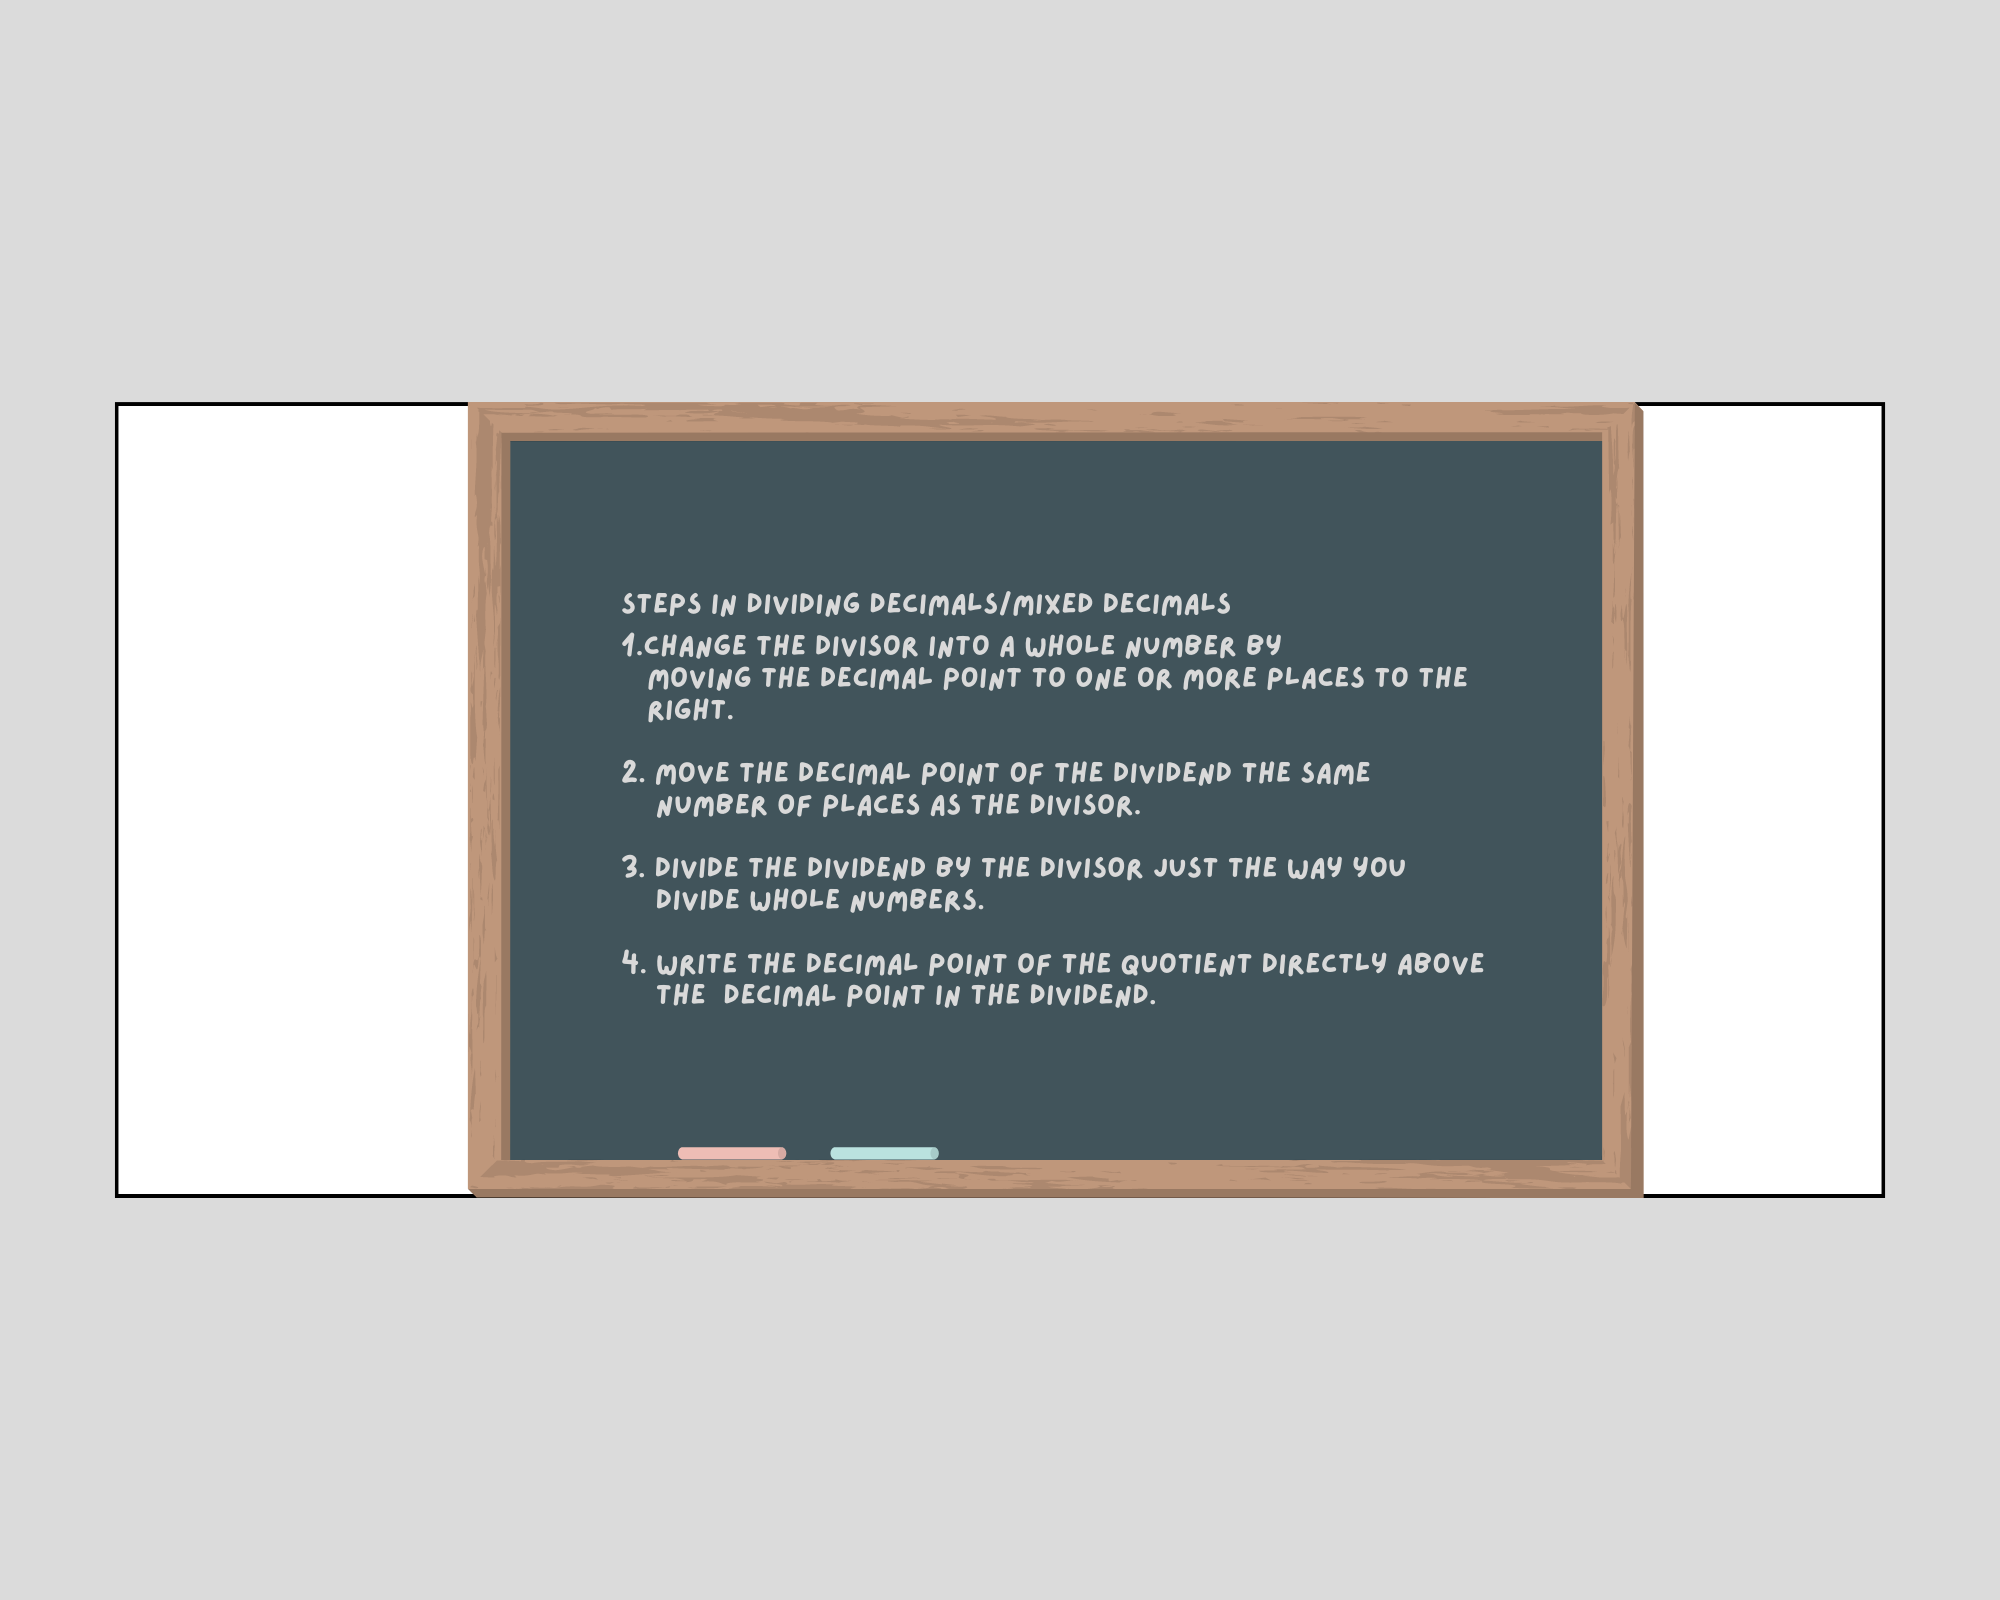 STEPS IN DIVIDING DECIMALS/MIXED DECIMALS
1.CHANGE THE DIVISOR INTO A WHOLE NUMBER BY
MOVING THE DECIMAL POINT TO ONE OR MORE PLACES TO THE
RIGHT.
2. MOVE THE DECIMAL POINT OF THE DIVIDEND THE SAME
NUMBER OF PLACES AS THE DIVISOR.
3. DIVIDE THE DIVIDEND BY THE DIVISOR JUST THE WAY YOU
DIVIDE WHOLE NUMBERS.
4. WRITE THE DECIMAL POINT OF THE QUOTIENT DIRECTLY ABOVE
THE DECIMAL POINT IN THE DIVIDEND.